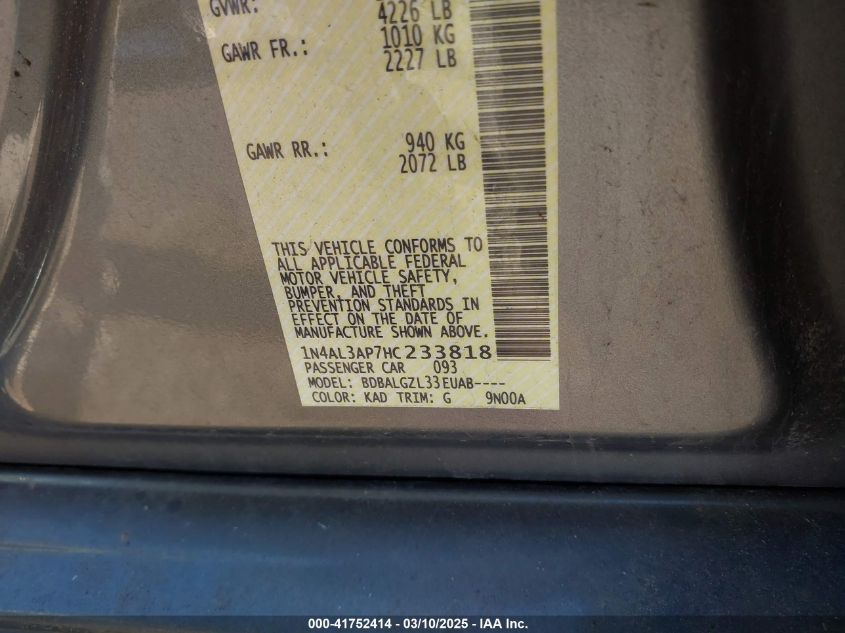 GVWR:
4226 LB
GAWR FR.: 1010 KG
2227 LB
GAWR RR.: 940 KG
2072 LB
THIS VEHICLE CONFORMS TO
ALL APPLICABLE FEDERAL
MOTOR VEHICLE SAFETY,
BUMPER, AND THEFT
PREVENTION STANDARDS IN
EFFECT ON THE DATE OF
MANUFACTURE SHOWN ABOVE.
1N4AL3AP7HC233818
PASSENGER CAR 093
MODEL: BDBALGZL33EUAB----
COLOR: KAD TRIM: G 9N00A
000-41752414 - 03/10/2025 - IAA Inc.